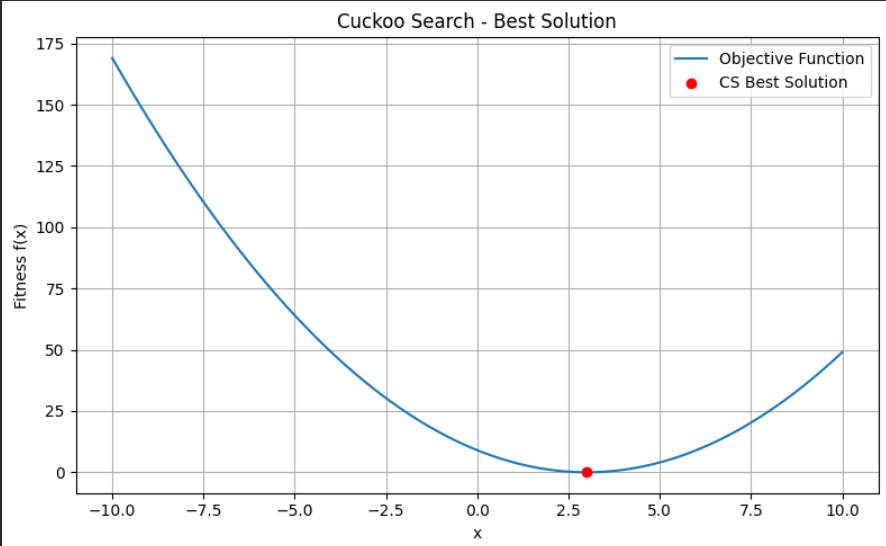 Cuckoo Search - Best Solution
Objective Function
CS Best Solution
Fitness f(x)
175
150
125
100
75
50
25
0
−10.0 −7.5 −5.0 −2.5 0.0 2.5 5.0 7.5 10.0
x